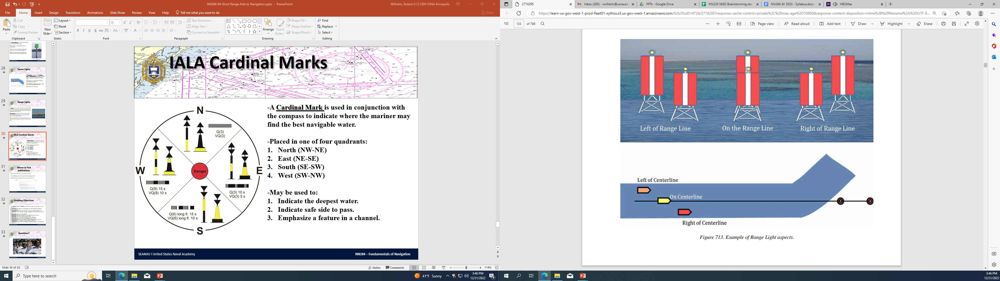 NN284-04-Short Range Aids to Navigation.pptx - PowerPoint
Wilhelm, Robert G LT USN USNA Annapolis
File Home Insert Design Transitions Animations Slide Show Review View Help Tell me what you want to do
Share
Paste
Cut
Copy
Format Painter
Clipboard
New
Slide
Layout
Reset
Section
Slides
18
Font
Text Direction
Align Text
Convert to SmartArt
Paragraph
Arrange
Quick
Styles
Shape Fill
Shape Outline
Shape Effects
Drawing
Find
Replace
Select
Editing
28
Sector Lights
29
Range Lights
30
IALA Cardinal Marks
31
Where to find
publications
32
Enabling Objectives
33
Questions?
IALA Cardinal Marks
N
Q(3)
VQ(3)
W
Danger
E
Q(9) 15 s
VQ(9) 10 s
Q(3) 10 s
VQ(3) 5 s
Q(6) long fl. 15 s
VQ(6) long fl. 10 s
S
-A Cardinal Mark is used in conjunction with
the compass to indicate where the mariner may
find the best navigable water.
-Placed in one of four quadrants:
1. North (NW-NE)
2. East (NE-SE)
3. South (SE-SW)
4. West (SW-NW)
-May be used to:
1. Indicate the deepest water.
2. Indicate safe side to pass.
3. Emphasize a feature in a channel.
SEANAV I United States Naval Academy
NN284 – Fundamentals of Navigation
Slide 30 of 33
Notes
Comments
114%
Type here to search
41°F Sunny
3:46 PM
12/21/2022
2774295
Inbox (285) - rwilhelm@usna.edu
PPTs - Google Drive
NN220 SKED Brainstorming.xlsx
NN284 AY 2023 - Syllabus.docx
HBOMax
https://learn-us-gov-west-1-prod-fleet01-xythos.s3.us-gov-west-1.amazonaws.com/62b35cd514724/2774295?response-cache-control=private%2C%20max-age%3D10800&response-content-disposition=inline%3B%20filename%2A%3DUTF-8...
133 of 789
Page view
Read aloud
Add text
Draw
Highlight
Erase
Left of Range Line
On the Range Line
Right of Range Line
Left of Centerline
On Centerline
Right of Centerline
Figure 713. Example of Range Light aspects.
3:46 PM
12/21/2022